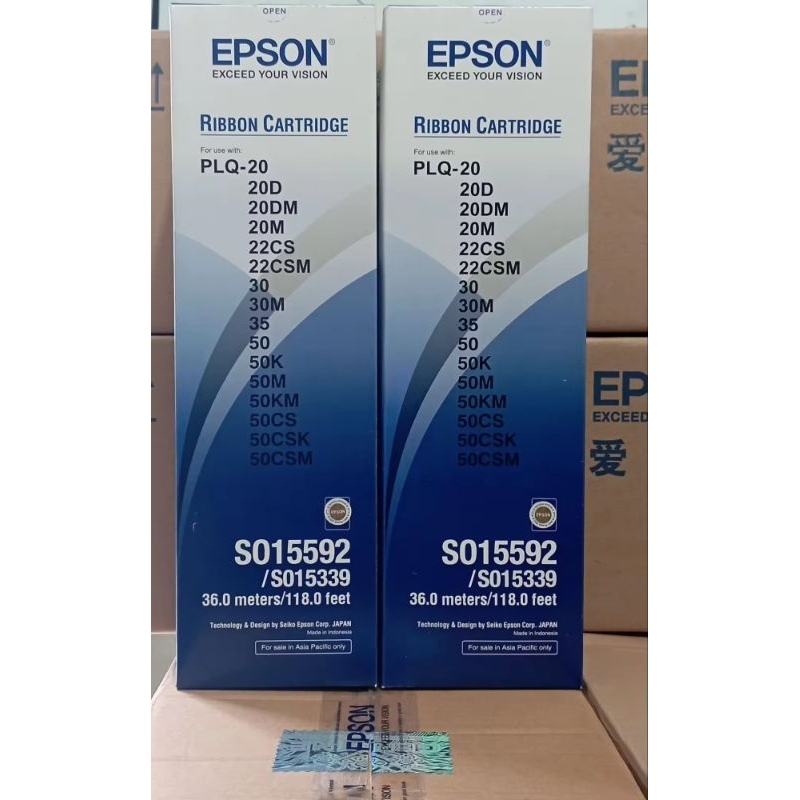 OPEN
EPSON®
EXCEED YOUR VISION
RIBBON CARTRIDGE
For use with:
PLQ-20
20D
20DM
20M
22CS
22CSM
30
30M
35
50
50K
50M
50KM
50CS
50CSK
50CSM
EPSON
S015592
/S015339
36.0 meters/118.0 feet
Technology & Design by Seiko Epson Corp. JAPAN
Made in Indonesia
For sale in Asia Pacific only
OPEN
EPSON®
EXCEED YOUR VISION
RIBBON CARTRIDGE
For use with:
PLQ-20
20D
20DM
20M
22CS
22CSM
30
30M
35
50
50K
50M
50KM
50CS
50CSK
50CSM
EPSON
S015592
/S015339
36.0 meters/118.0 feet
Technology & Design by Seiko Epson Corp. JAPAN
Made in Indonesia
For sale in Asia Pacific only
EXCE
爱
EP
EXCEED
爱
EPSON
EXCEED YOUR VISION